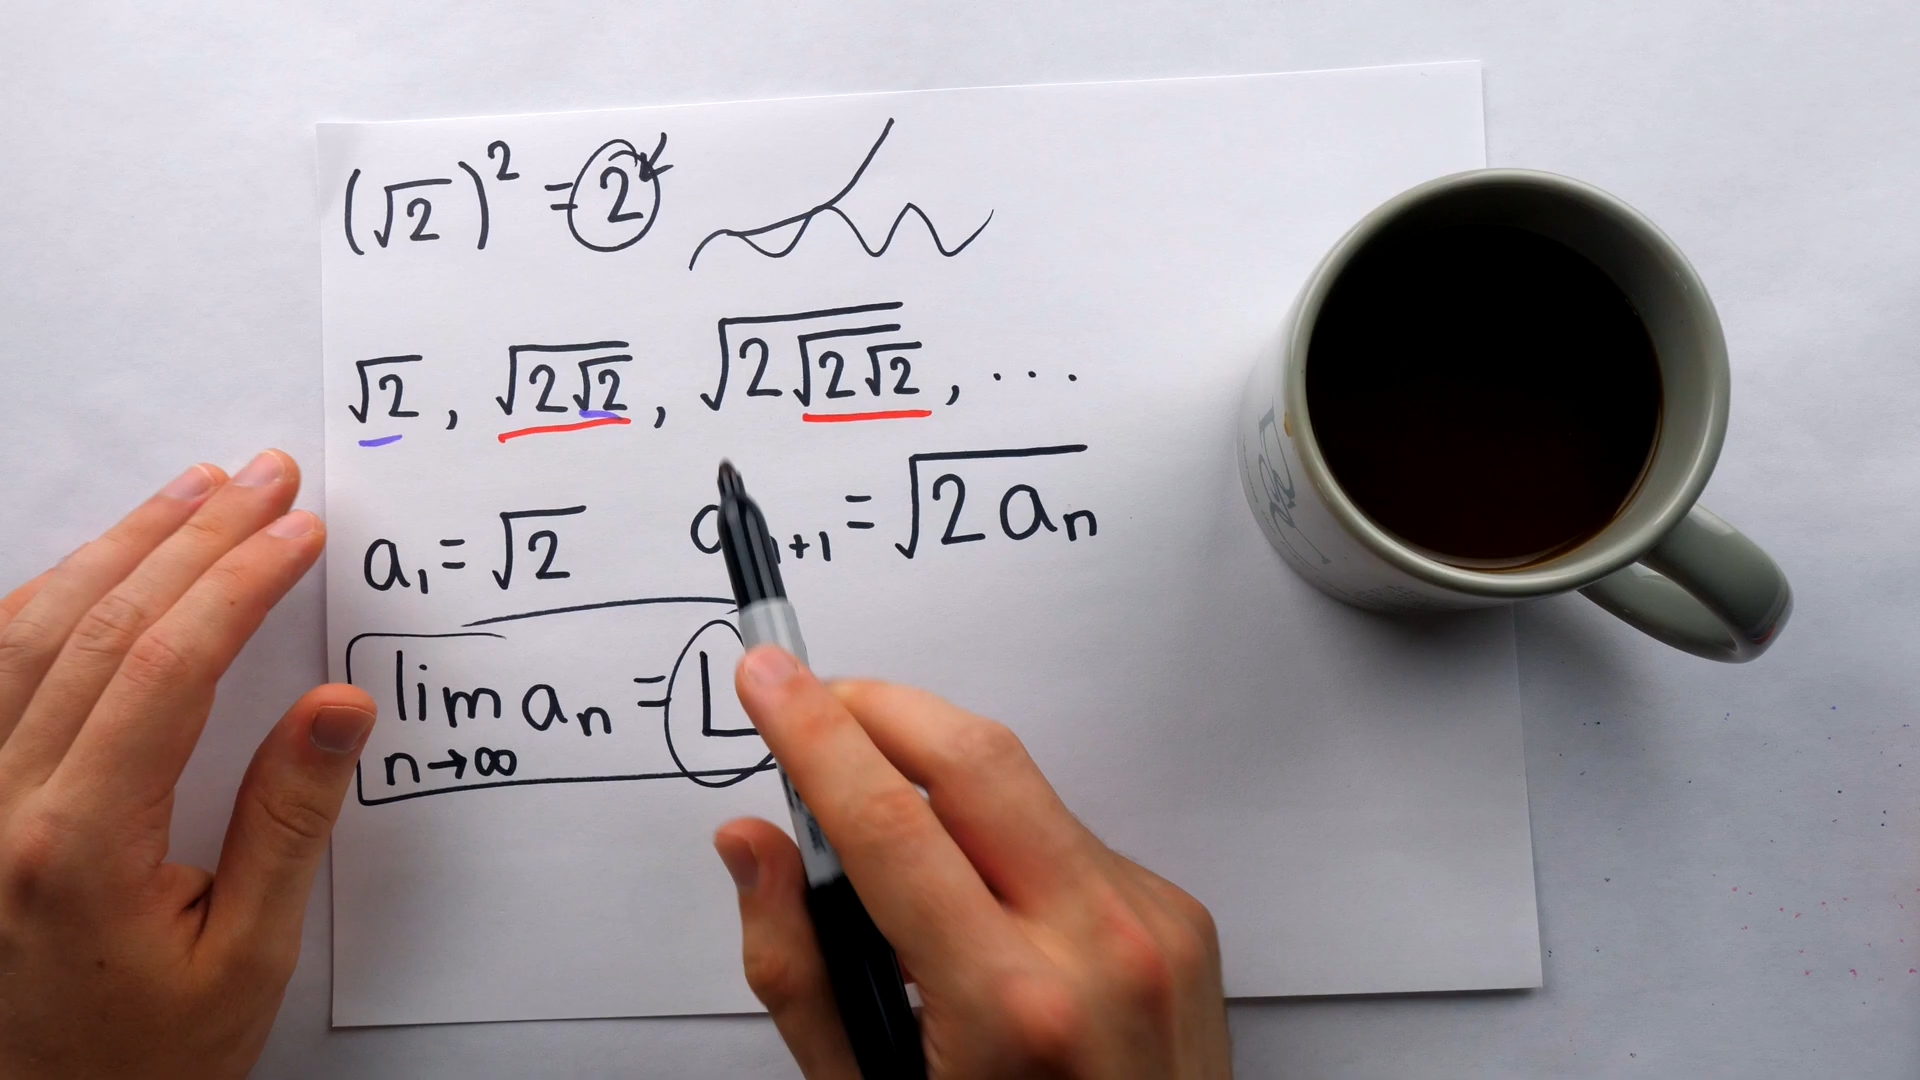 (√2)² = 2
√2, √(2√2), √(2√(2√2)), ...
a₁ = √2 aₙ₊₁ = √(2aₙ)
lim aₙ = L
n→∞